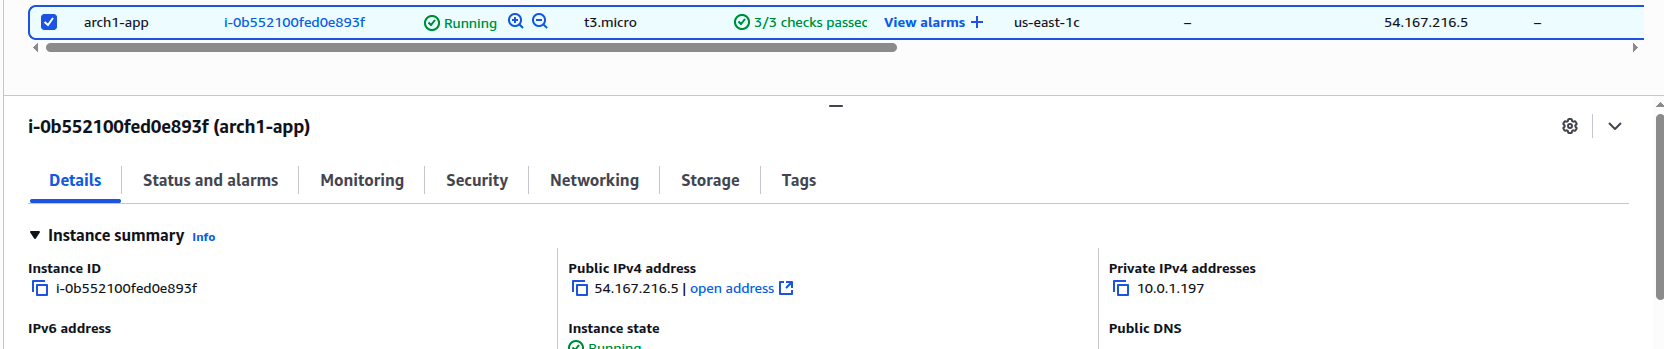 arch1-app i-0b552100fed0e893f Running t3.micro 3/3 checks passec View alarms + us-east-1c – 54.167.216.5 –
i-0b552100fed0e893f (arch1-app)
Details Status and alarms Monitoring Security Networking Storage Tags
Instance summary Info
Instance ID Public IPv4 address Private IPv4 addresses
i-0b552100fed0e893f 54.167.216.5 | open address 10.0.1.197
IPv6 address Instance state Public DNS
Running